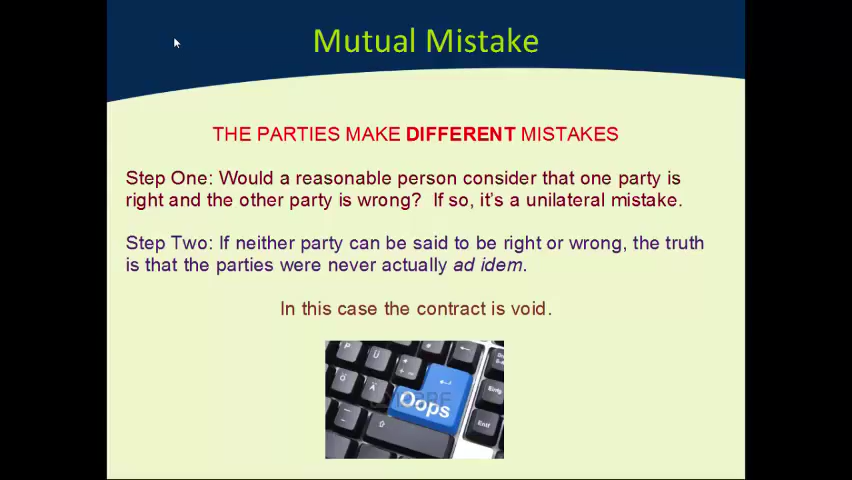 Mutual Mistake
THE PARTIES MAKE DIFFERENT MISTAKES
Step One: Would a reasonable person consider that one party is
right and the other party is wrong?  If so, it's a unilateral mistake.
Step Two: If neither party can be said to be right or wrong, the truth
is that the parties were never actually ad idem.
In this case the contract is void.
P Ü
Ö Ä
Oops
Entf